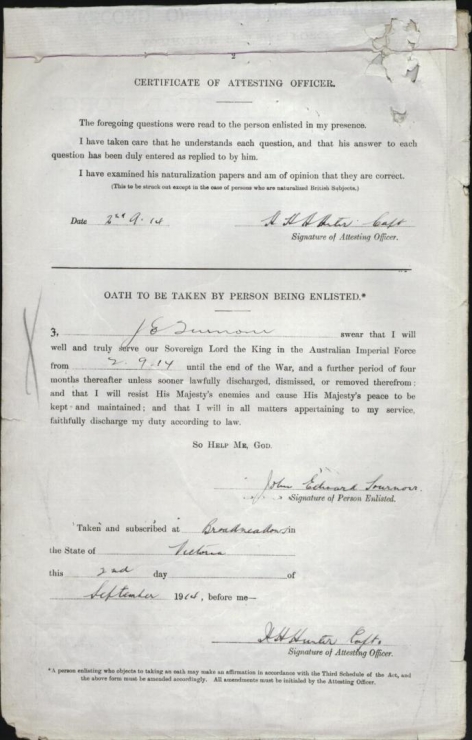 2
CERTIFICATE OF ATTESTING OFFICER.
The foregoing questions were read to the person enlisted in my presence.
I have taken care that he understands each question, and that his answer to each
question has been duly entered as replied to by him.
I have examined his naturalization papers and am of opinion that they are correct.
(This to be struck out except in the case of persons who are naturalized British Subjects.)
Date 2nd 9. 14 H H Hunter Capt
Signature of Attesting Officer.
OATH TO BE TAKEN BY PERSON BEING ENLISTED.*
3, J E swear that I will
well and truly serve our Sovereign Lord the King in the Australian Imperial Force
from 2. 9. 14 until the end of the War, and a further period of four
months thereafter unless sooner lawfully discharged, dismissed, or removed therefrom;
and that I will resist His Majesty's enemies and cause His Majesty's peace to be
kept and maintained; and that I will in all matters appertaining to my service,
faithfully discharge my duty according to law.
SO HELP ME, GOD.
John Edward
Signature of Person Enlisted.
Taken and subscribed at Broadmeadows in
the State of Victoria
this 2nd day of
September 1914, before me—
H H Hunter Capt.
Signature of Attesting Officer.
*A person enlisting who objects to taking an oath may make an affirmation in accordance with the Third Schedule of the Act, and
the above form must be amended accordingly. All amendments must be initialed by the Attesting Officer.